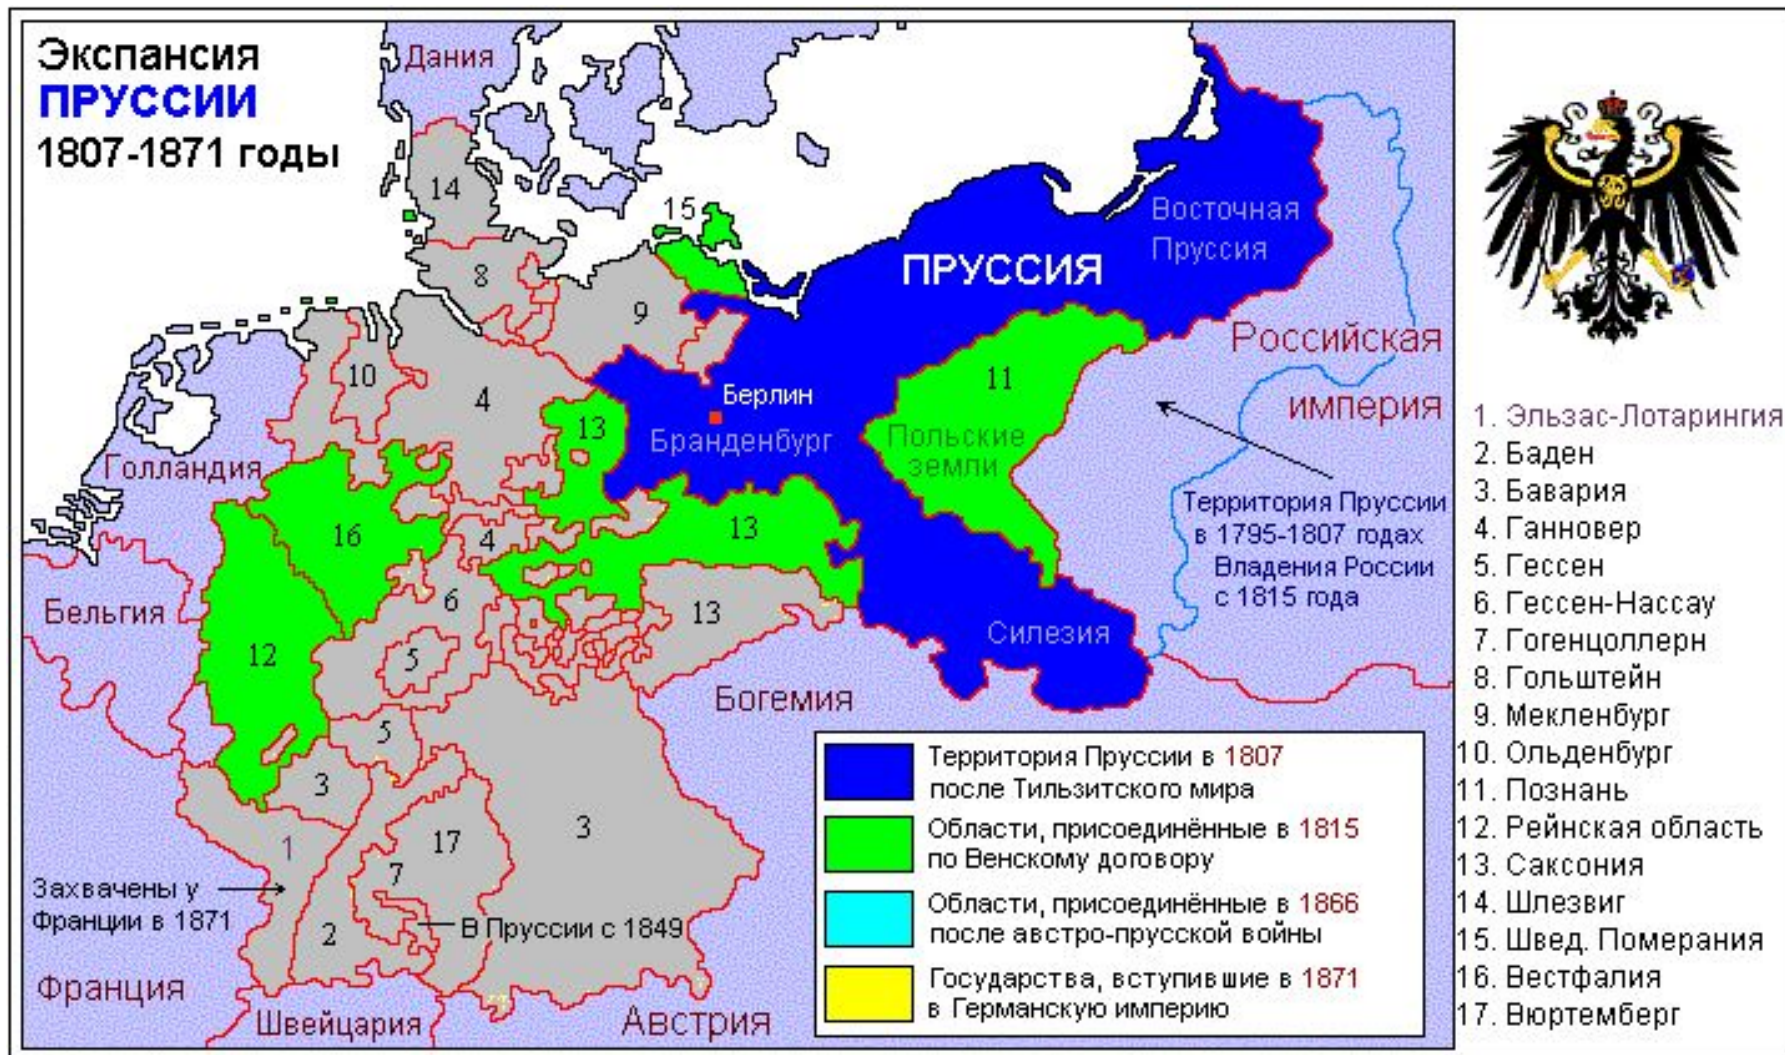 Экспансия
ПРУССИИ
1807-1871 годы
Дания
14
15
8
9
10
4
13
Голландия
16
4
13
Бельгия
12
6
5
13
5
3
1
17
3
7
2
Захвачены у
Франции в 1871
В Пруссии с 1849
Франция
Швейцария
Австрия
Богемия
Восточная
Пруссия
ПРУССИЯ
Берлин
Бранденбург
11
Польские
земли
Силезия
Российская
империя
Территория Пруссии
в 1795-1807 годах
Владения России
с 1815 года
Территория Пруссии в 1807
после Тильзитского мира
Области, присоединённые в 1815
по Венскому договору
Области, присоединённые в 1866
после австро-прусской войны
Государства, вступившие в 1871
в Германскую империю
1. Эльзас-Лотарингия
2. Баден
3. Бавария
4. Ганновер
5. Гессен
6. Гессен-Нассау
7. Гогенцоллерн
8. Гольштейн
9. Мекленбург
10. Ольденбург
11. Познань
12. Рейнская область
13. Саксония
14. Шлезвиг
15. Швед. Померания
16. Вестфалия
17. Вюртемберг